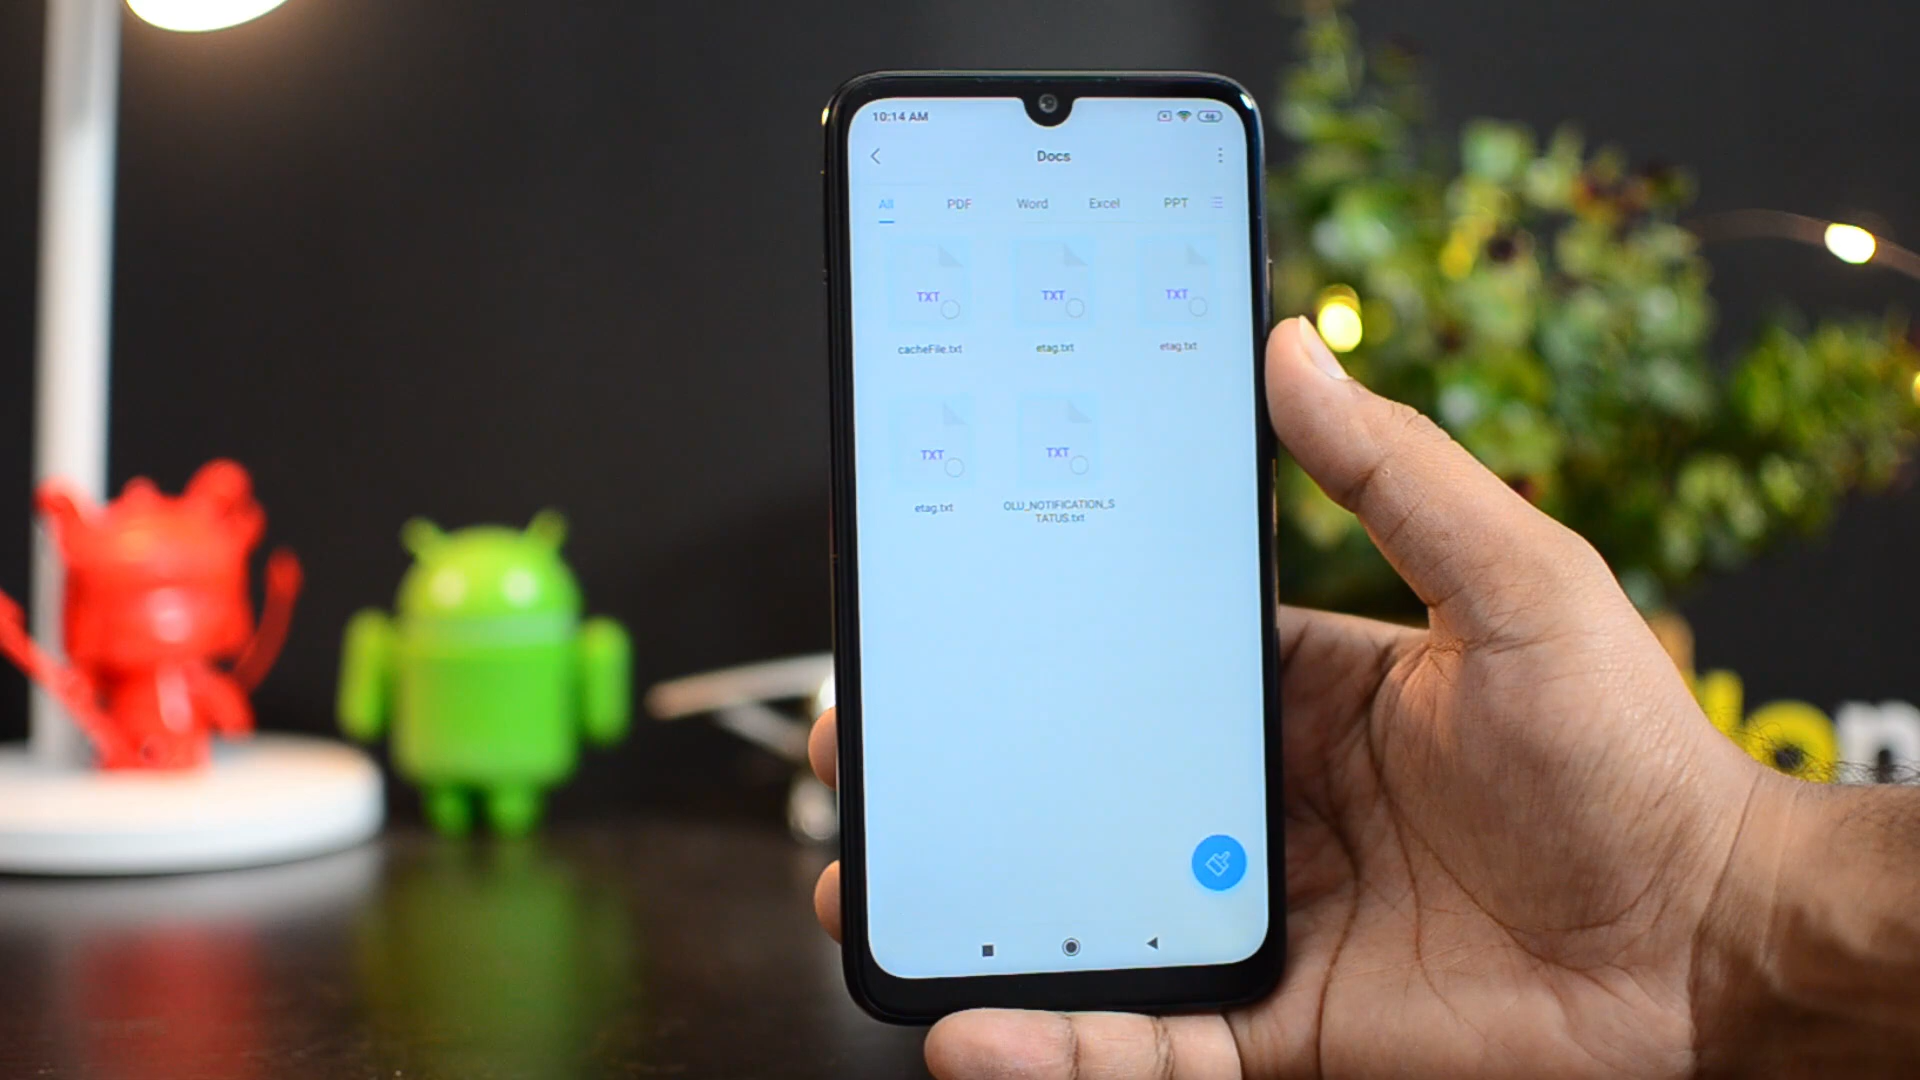 10:14 AM
Docs
All PDF Word Excel PPT
TXT TXT TXT
cacheFile.txt etag.txt etag.txt
TXT TXT
etag.txt OLU_NOTIFICATION_S
TATUS.txt